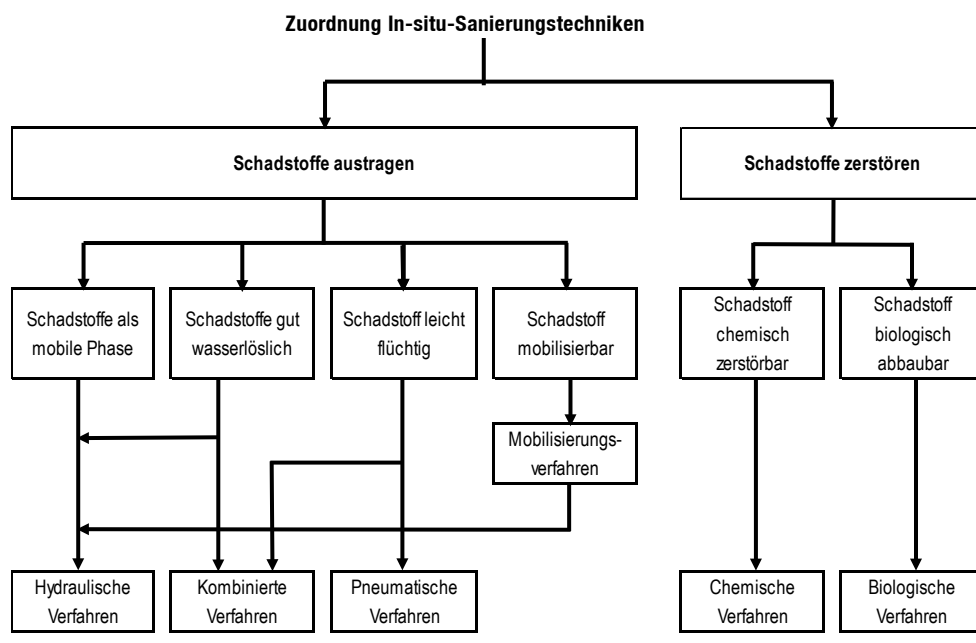 Zuordnung In-situ-Sanierungstechniken
Schadstoffe austragen
Schadstoffe zerstören
Schadstoffe als
mobile Phase
Schadstoffe gut
wasserlöslich
Schadstoff leicht
flüchtig
Schadstoff
mobilisierbar
Schadstoff
chemisch
zerstörbar
Schadstoff
biologisch
abbaubar
Mobilisierungs-
verfahren
Hydraulische
Verfahren
Kombinierte
Verfahren
Pneumatische
Verfahren
Chemische
Verfahren
Biologische
Verfahren